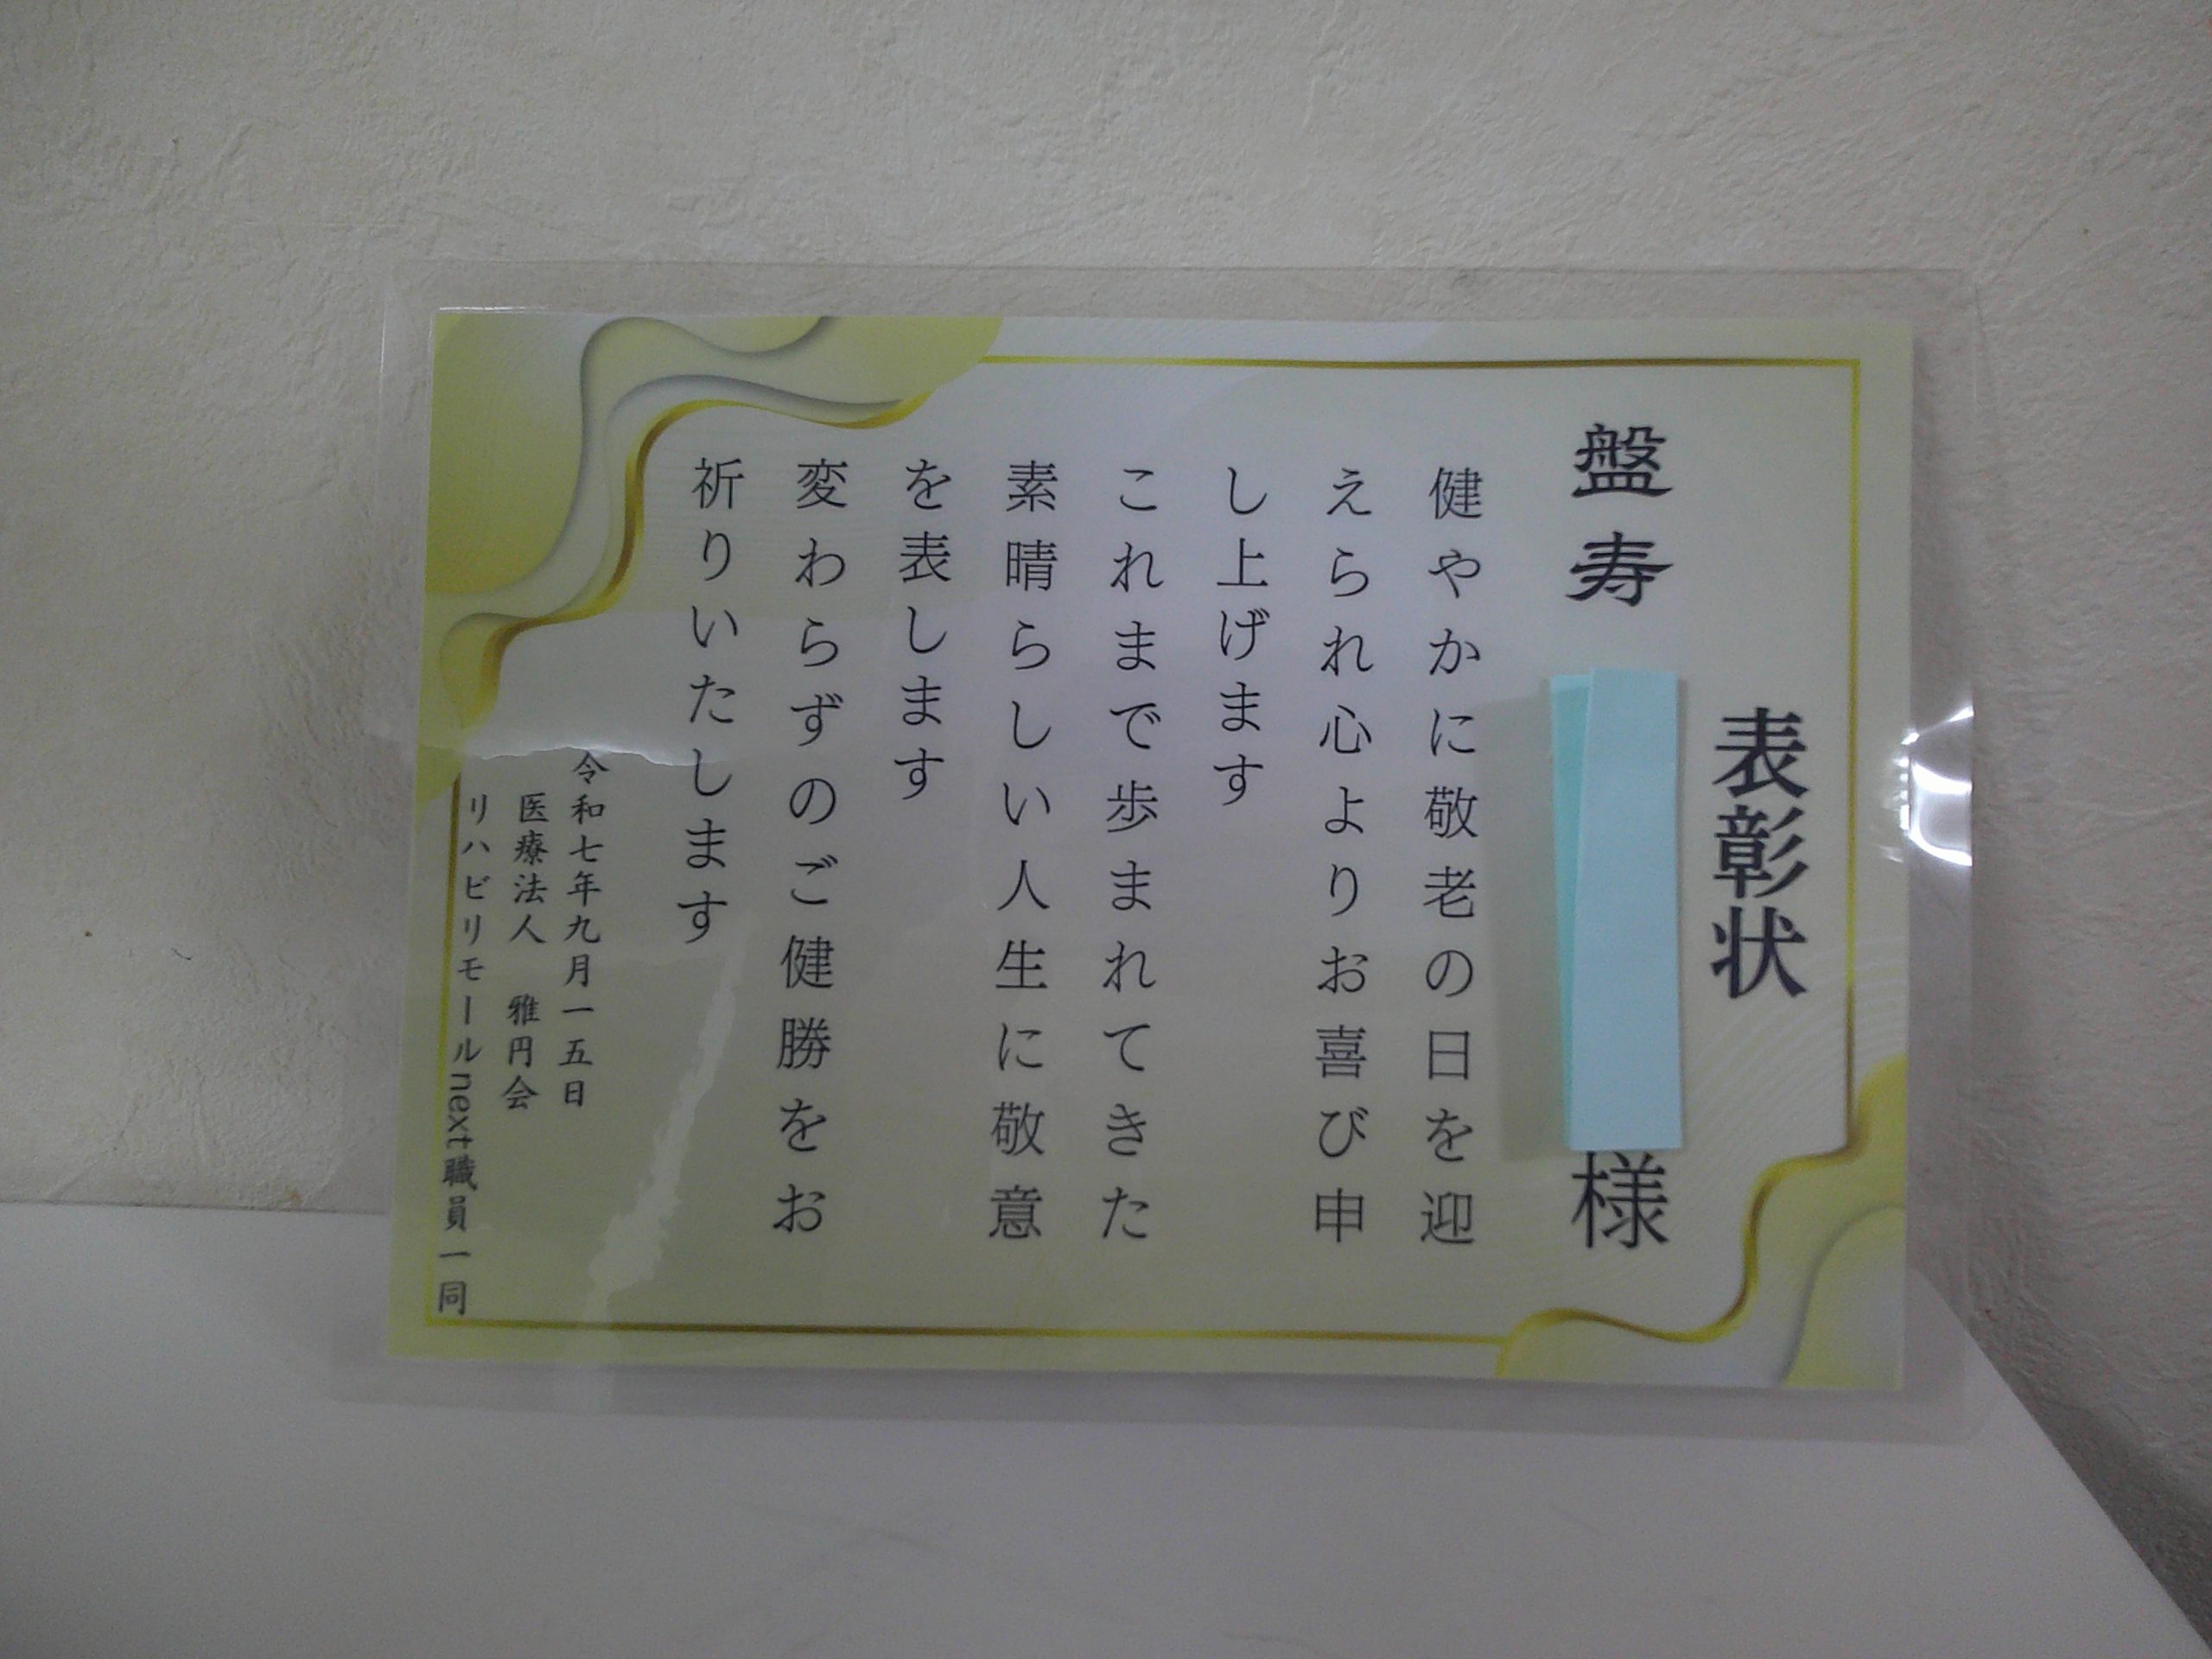 表彰状
盤寿
様
健やかに敬老の日を迎
えられ心よりお喜び申
し上げます
これまで歩まれてきた
素晴らしい人生に敬意
を表します
変わらずのご健勝をお
祈りいたします
令和七年九月一五日
医療法人　雅円会
リハビリモールnext職員一同